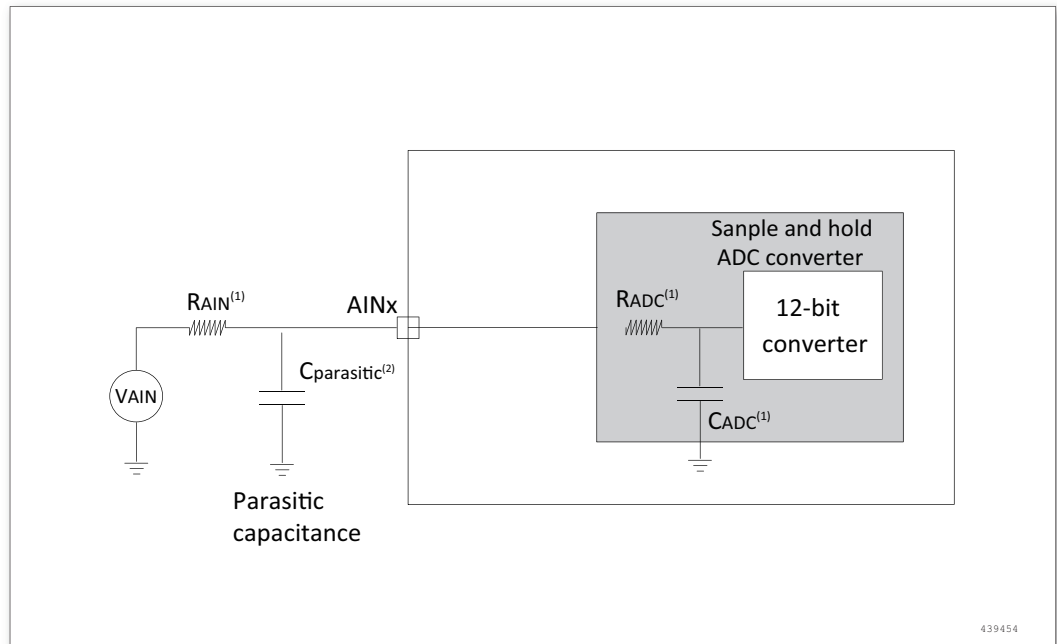 Sanple and hold
ADC converter
RAIN(1)
AINx
RADC(1)
12-bit
converter
Cparasitic(2)
VAIN
CADC(1)
Parasitic
capacitance
439454